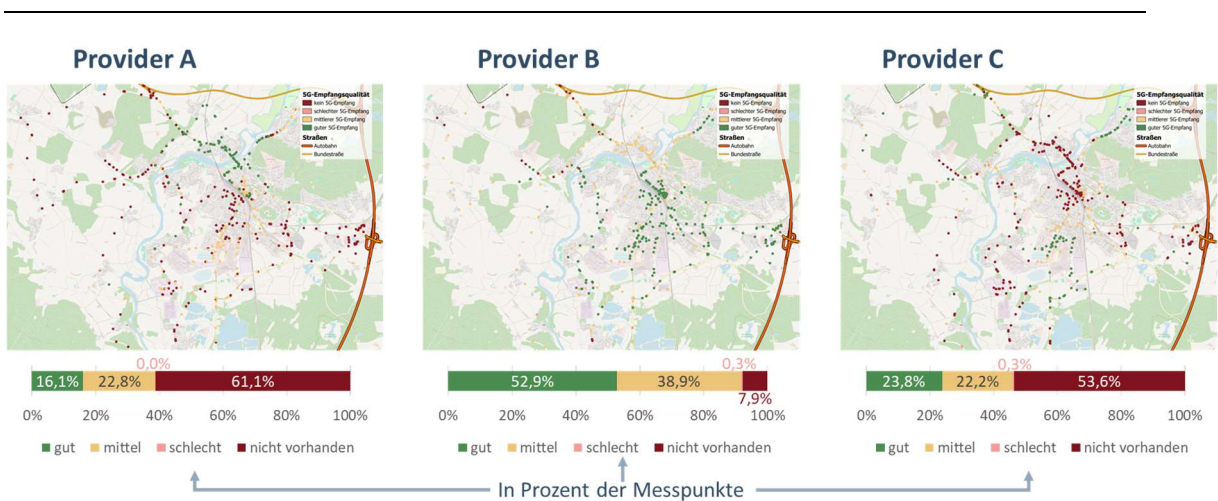 Provider A
5G-Empfangsqualität
kein 5G-Empfang
schlechter 5G-Empfang
mittlerer 5G-Empfang
guter 5G-Empfang
Straßen
Autobahn
Bundestraße
0,0%
16,1% 22,8% 61,1%
0% 20% 40% 60% 80% 100%
gut mittel schlecht nicht vorhanden
Provider B
5G-Empfangsqualität
kein 5G-Empfang
schlechter 5G-Empfang
mittlerer 5G-Empfang
guter 5G-Empfang
Straßen
Autobahn
Bundestraße
0,3%
52,9% 38,9%
7,9%
0% 20% 40% 60% 80% 100%
gut mittel schlecht nicht vorhanden
Provider C
5G-Empfangsqualität
kein 5G-Empfang
schlechter 5G-Empfang
mittlerer 5G-Empfang
guter 5G-Empfang
Straßen
Autobahn
Bundestraße
0,3%
23,8% 22,2% 53,6%
0% 20% 40% 60% 80% 100%
gut mittel schlecht nicht vorhanden
In Prozent der Messpunkte